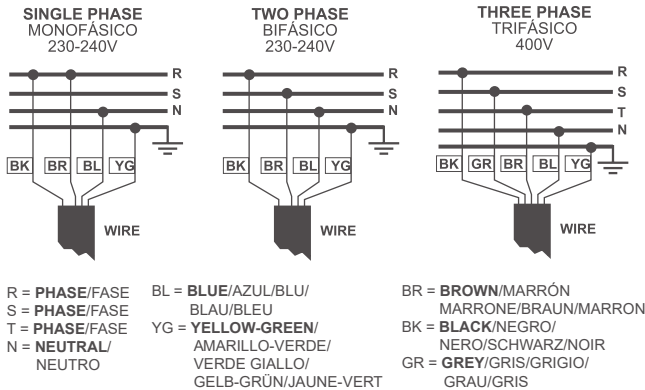 SINGLE PHASE
MONOFÁSICO
230-240V
R
S
N
BK BR BL YG
WIRE
TWO PHASE
BIFÁSICO
230-240V
R
S
N
BK BR BL YG
WIRE
THREE PHASE
TRIFÁSICO
400V
R
S
T
N
BK GR BR BL YG
WIRE
R = PHASE/FASE
S = PHASE/FASE
T = PHASE/FASE
N = NEUTRAL/
NEUTRO
BL = BLUE/AZUL/BLU/
BLAU/BLEU
YG = YELLOW-GREEN/
AMARILLO-VERDE/
VERDE GIALLO/
GELB-GRÜN/JAUNE-VERT
BR = BROWN/MARRÓN
MARRONE/BRAUN/MARRON
BK = BLACK/NEGRO/
NERO/SCHWARZ/NOIR
GR = GREY/GRIS/GRIGIO/
GRAU/GRIS